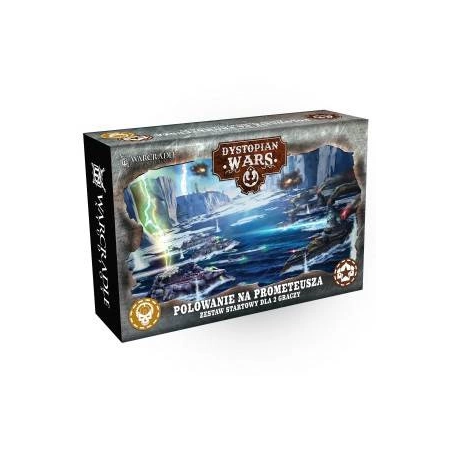 WARCRADLE
DYSTOPIAN
WARS
POLOWANIE NA PROMETEUSZA
ZESTAW STARTOWY DLA 2 GRACZY
WARCRADLE